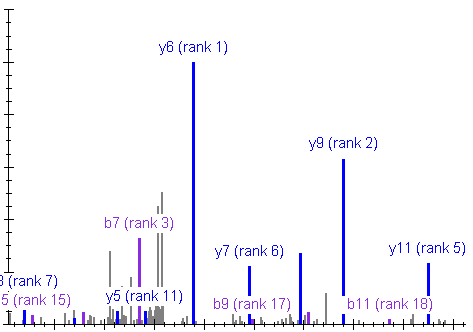 y6 (rank 1)
y9 (rank 2)
b7 (rank 3)
y7 (rank 6)
y11 (rank 5)
(rank 7)
y5 (rank 11)
5 (rank 15)
b9 (rank 17)
b11 (rank 18)